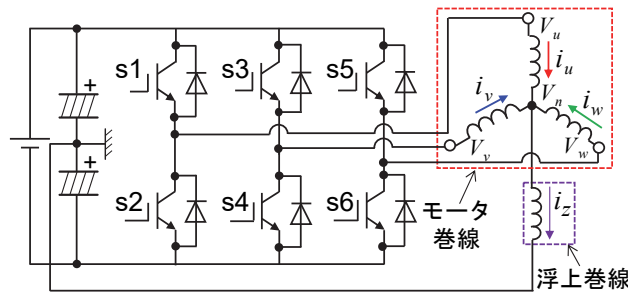 s1
s3
s5
s2
s4
s6
+
+
V_u
i_u
i_v
V_n
i_w
V_v
V_w
モータ
巻線
i_z
浮上巻線